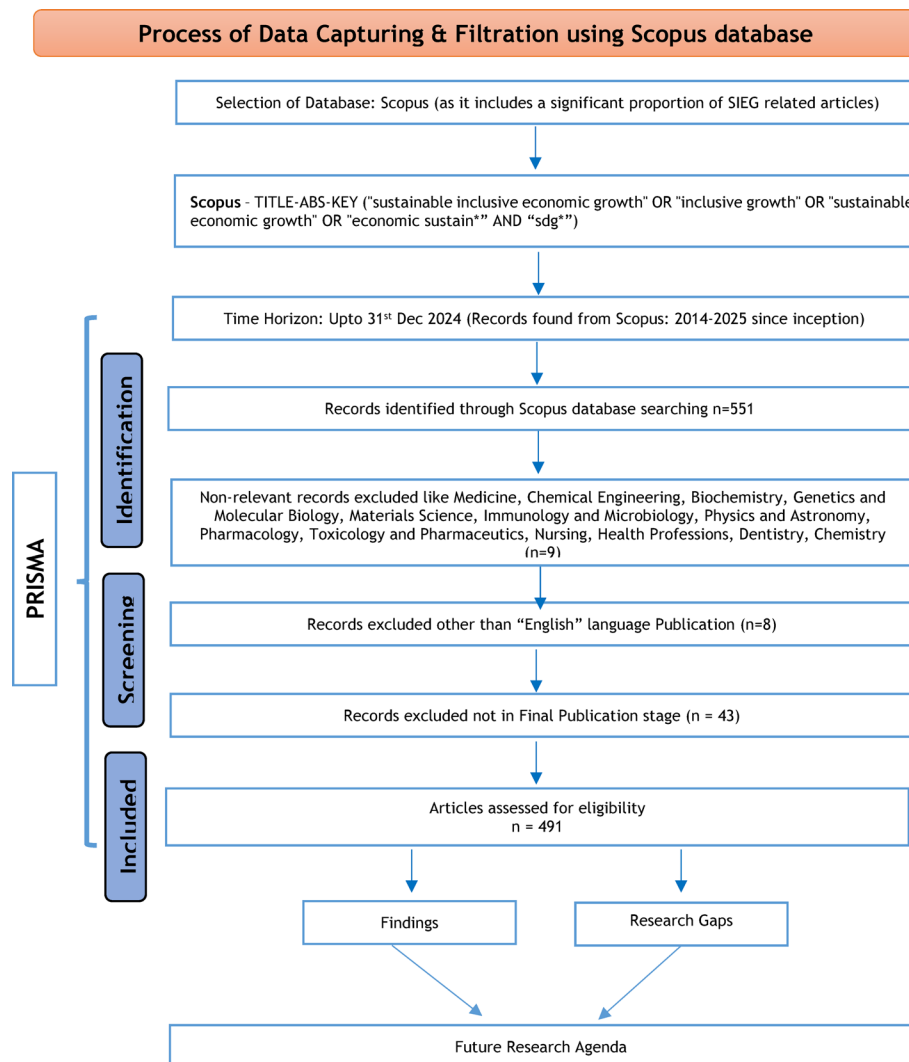 Process of Data Capturing & Filtration using Scopus database
Selection of Database: Scopus (as it includes a significant proportion of SIEG related articles)
Scopus – TITLE-ABS-KEY ("sustainable inclusive economic growth" OR "inclusive growth" OR "sustainable
economic growth" OR "economic sustain*” AND “sdg*”)
Time Horizon: Upto 31st Dec 2024 (Records found from Scopus: 2014-2025 since inception)
Identification
Records identified through Scopus database searching n=551
Non-relevant records excluded like Medicine, Chemical Engineering, Biochemistry, Genetics and
Molecular Biology, Materials Science, Immunology and Microbiology, Physics and Astronomy,
Pharmacology, Toxicology and Pharmaceutics, Nursing, Health Professions, Dentistry, Chemistry
(n=9)
PRISMA
Screening
Records excluded other than “English” language Publication (n=8)
Records excluded not in Final Publication stage (n = 43)
Included
Articles assessed for eligibility
n = 491
Findings
Research Gaps
Future Research Agenda